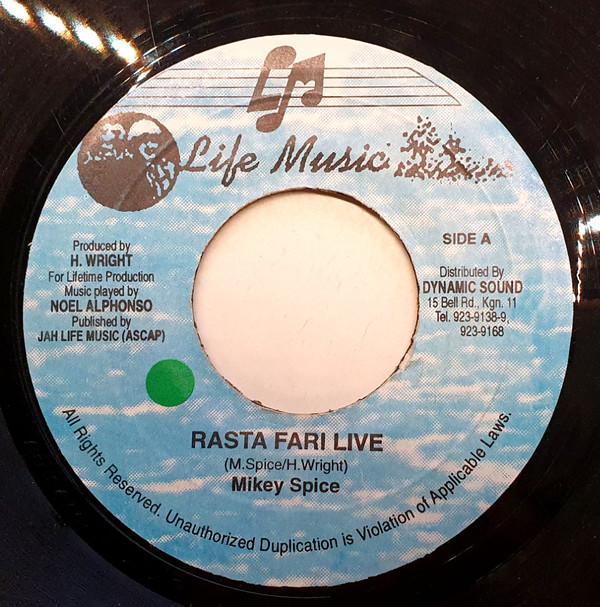 LM
Life Music
Produced by
H. WRIGHT
For Lifetime Production
Music played by
NOEL ALPHONSO
Published by
JAH LIFE MUSIC (ASCAP)
SIDE A
Distributed By
DYNAMIC SOUND
15 Bell Rd., Kgn. 11
Tel. 923-9138-9,
923-9168
RASTA FARI LIVE
(M.Spice/H.Wright)
Mikey Spice
All Rights Reserved. Unauthorized Duplication is Violation of Applicable Laws.